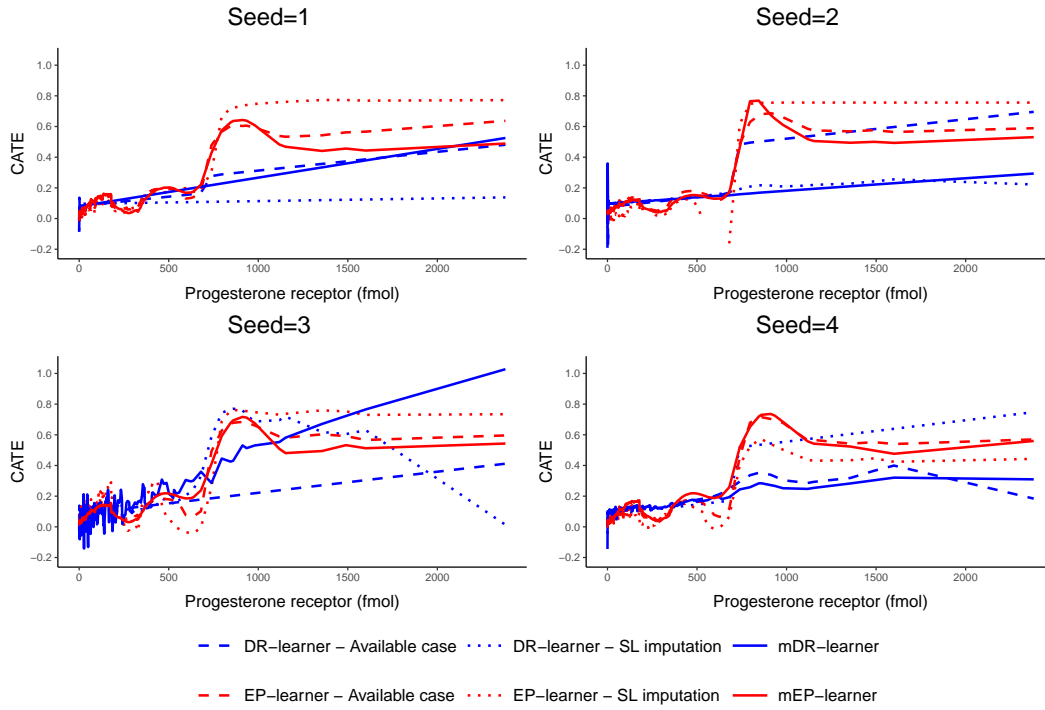 Seed=1
Seed=2
CATE
1.0
0.8
0.6
0.4
0.2
0.0
−0.2
0
500
1000
1500
2000
Progesterone receptor (fmol)
CATE
1.0
0.8
0.6
0.4
0.2
0.0
−0.2
0
500
1000
1500
2000
Progesterone receptor (fmol)
Seed=3
Seed=4
CATE
1.0
0.8
0.6
0.4
0.2
0.0
−0.2
0
500
1000
1500
2000
Progesterone receptor (fmol)
CATE
1.0
0.8
0.6
0.4
0.2
0.0
−0.2
0
500
1000
1500
2000
Progesterone receptor (fmol)
DR−learner − Available case
DR−learner − SL imputation
mDR−learner
EP−learner − Available case
EP−learner − SL imputation
mEP−learner